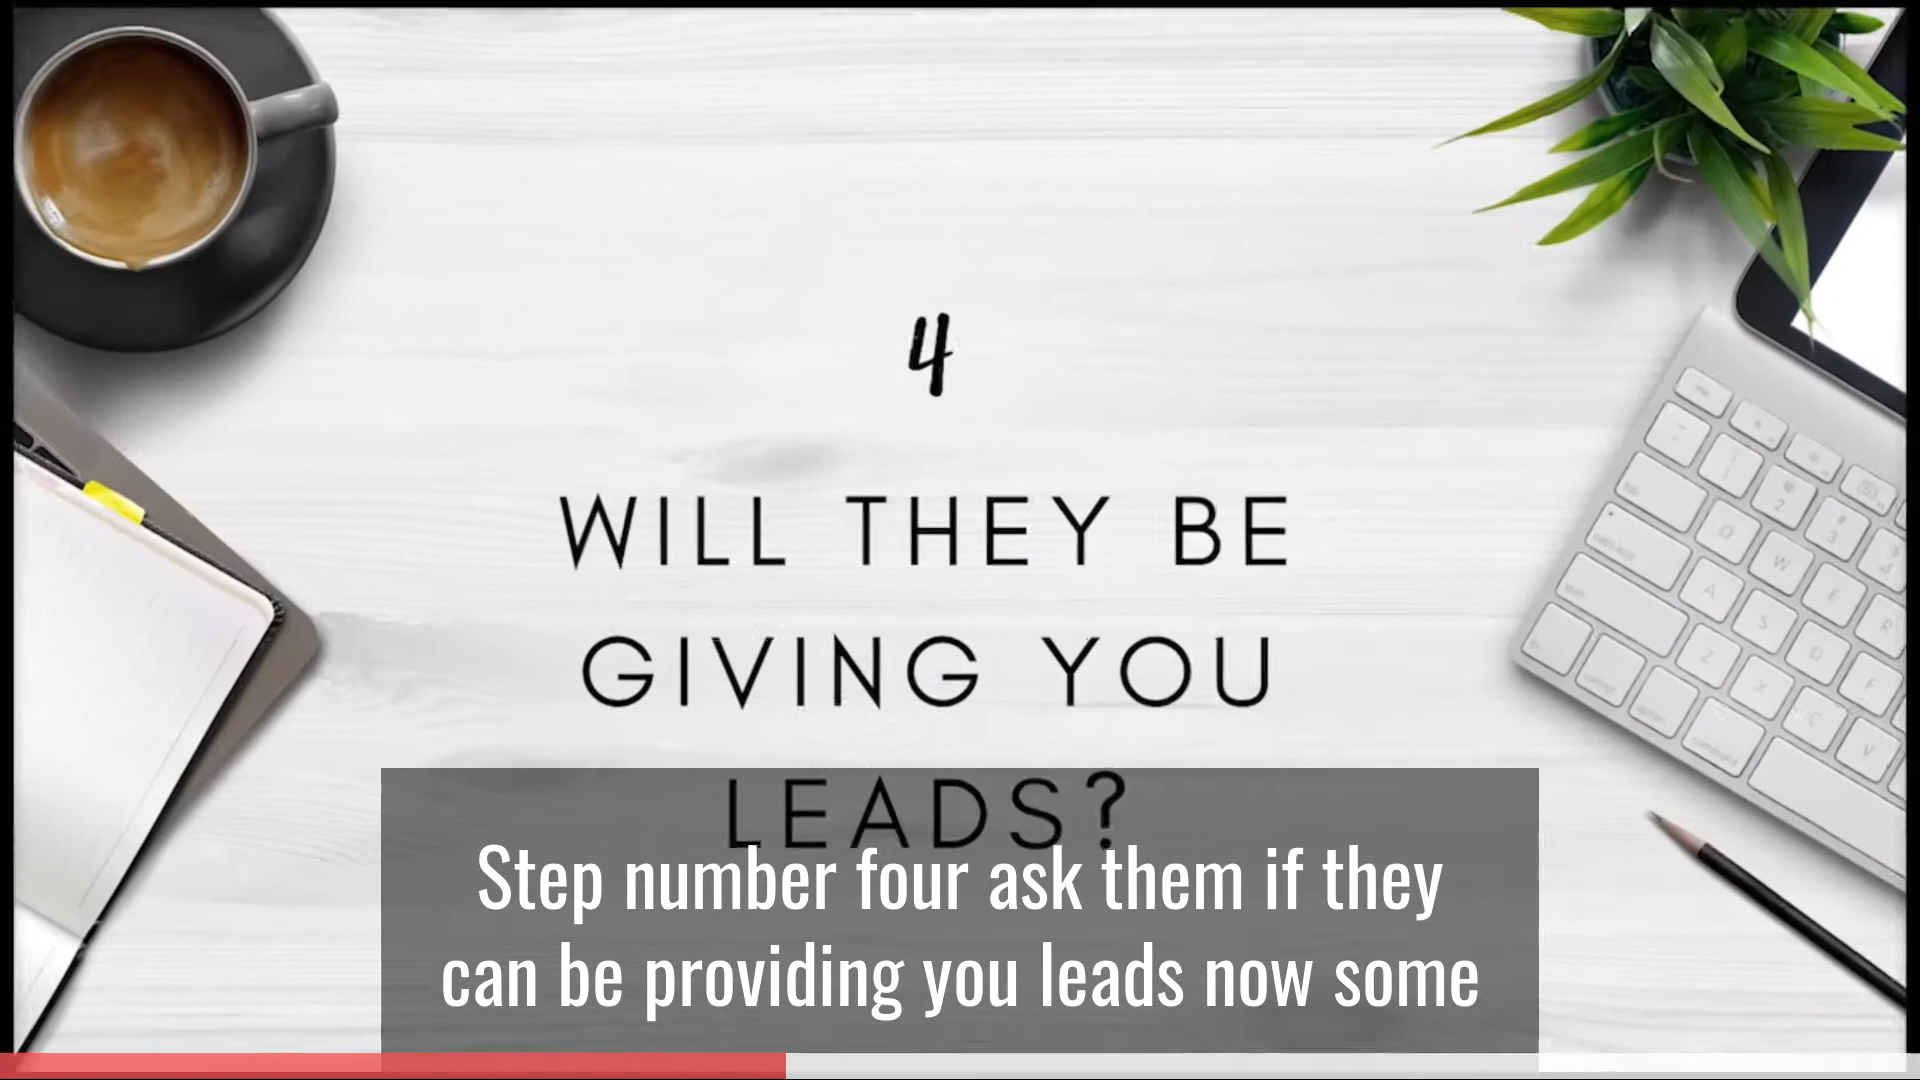 4
WILL THEY BE
GIVING YOU
LEADS?
Step number four ask them if they
can be providing you leads now some